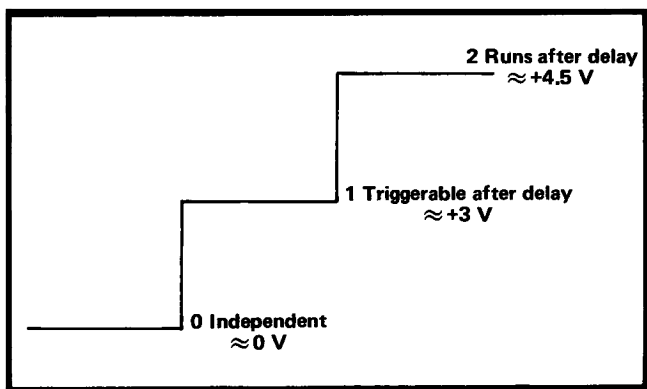 2 Runs after delay
≈ +4.5 V
1 Triggerable after delay
≈ +3 V
0 Independent
≈ 0 V